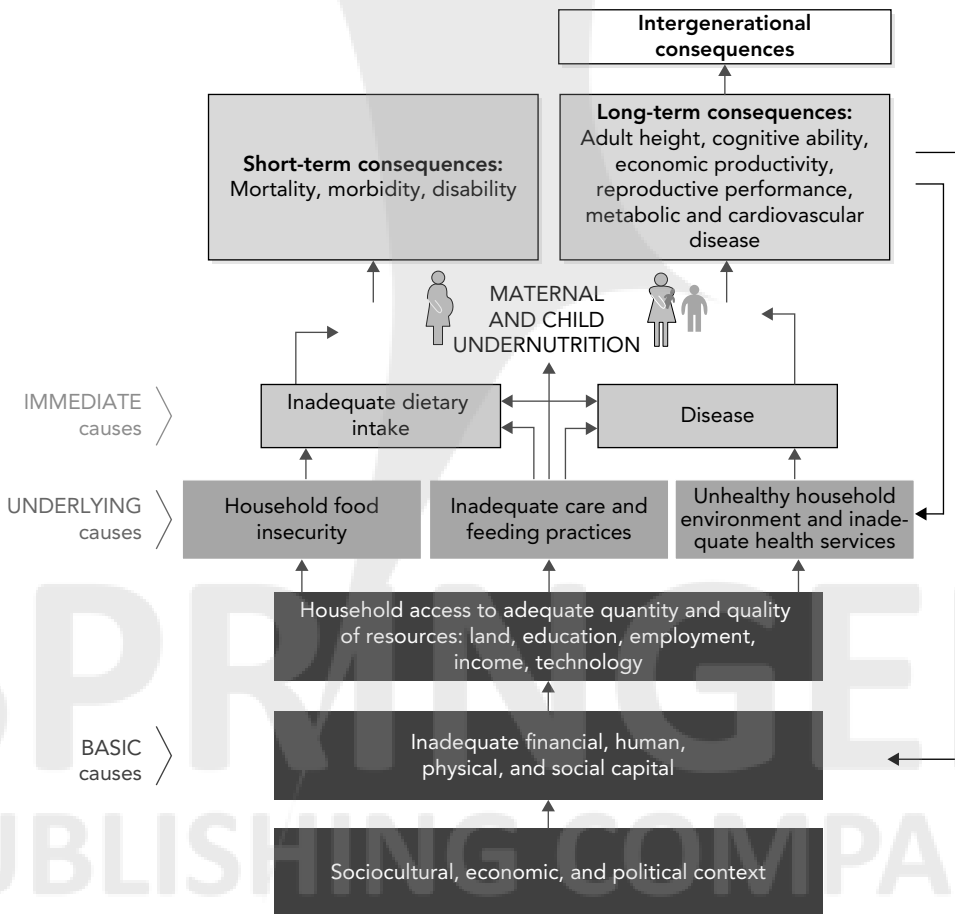 Intergenerational
consequences
Short-term consequences:
Mortality, morbidity, disability
Long-term consequences:
Adult height, cognitive ability,
economic productivity,
reproductive performance,
metabolic and cardiovascular
disease
MATERNAL
AND CHILD
UNDERNUTRITION
IMMEDIATE
causes
Inadequate dietary
intake
Disease
UNDERLYING
causes
Household food
insecurity
Inadequate care and
feeding practices
Unhealthy household
environment and inade-
quate health services
Household access to adequate quantity and quality
of resources: land, education, employment,
income, technology
BASIC
causes
Inadequate financial, human,
physical, and social capital
Sociocultural, economic, and political context
SPRINGE
UBLISHING COMPA